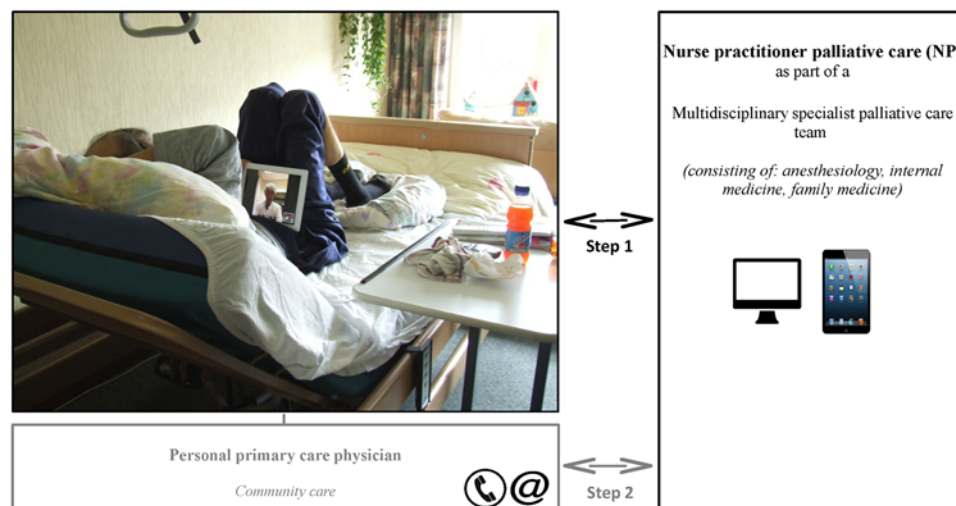 Nurse practitioner palliative care (NP
as part of a
Multidisciplinary specialist palliative care
team
(consisting of: anesthesiology, internal
medicine, family medicine)
Step 1
Personal primary care physician
Community care
@
Step 2